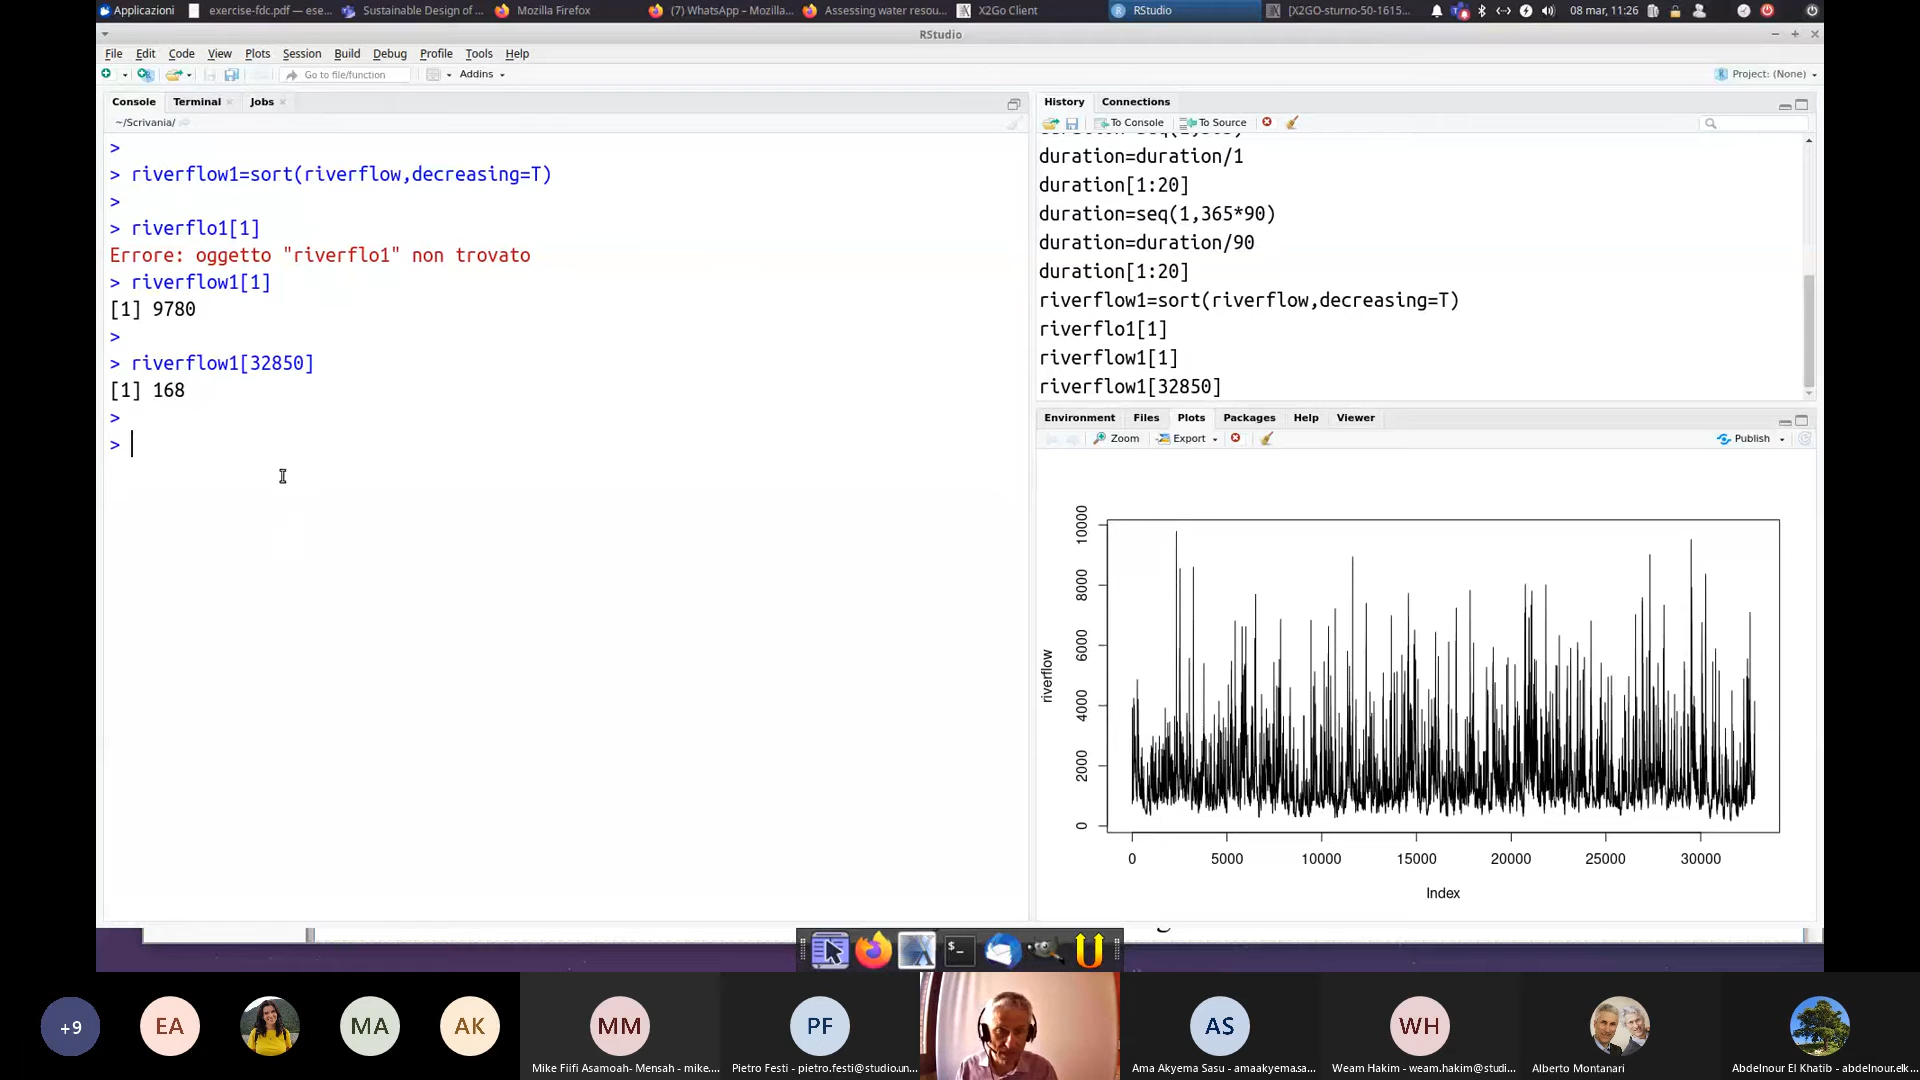 Applicazioni
exercise-fdc.pdf — ese...
Sustainable Design of ...
Mozilla Firefox
(7) WhatsApp – Mozilla...
Assessing water resou...
X2Go Client
RStudio
[X2GO-sturno-50-1615...
08 mar, 11:26
RStudio
File Edit Code View Plots Session Build Debug Profile Tools Help
Go to file/function
Addins
Project: (None)
Console Terminal Jobs
~/Scrivania/
>
> riverflow1=sort(riverflow,decreasing=T)
>
> riverflo1[1]
Errore: oggetto "riverflo1" non trovato
> riverflow1[1]
[1] 9780
>
> riverflow1[32850]
[1] 168
>
>
History Connections
To Console To Source
duration=duration/1
duration[1:20]
duration=seq(1,365*90)
duration=duration/90
duration[1:20]
riverflow1=sort(riverflow,decreasing=T)
riverflo1[1]
riverflow1[1]
riverflow1[32850]
Environment Files Plots Packages Help Viewer
Zoom Export Publish
riverflow
10000
8000
6000
4000
2000
0
0 5000 10000 15000 20000 25000 30000
Index
+9
EA
MA
AK
MM
PF
AS
WH
Mike Fiifi Asamoah- Mensah - mike....
Pietro Festi - pietro.festi@studio.un...
Ama Akyema Sasu - amaakyema.sa...
Weam Hakim - weam.hakim@studi...
Alberto Montanari
Abdelnour El Khatib - abdelnour.elk...